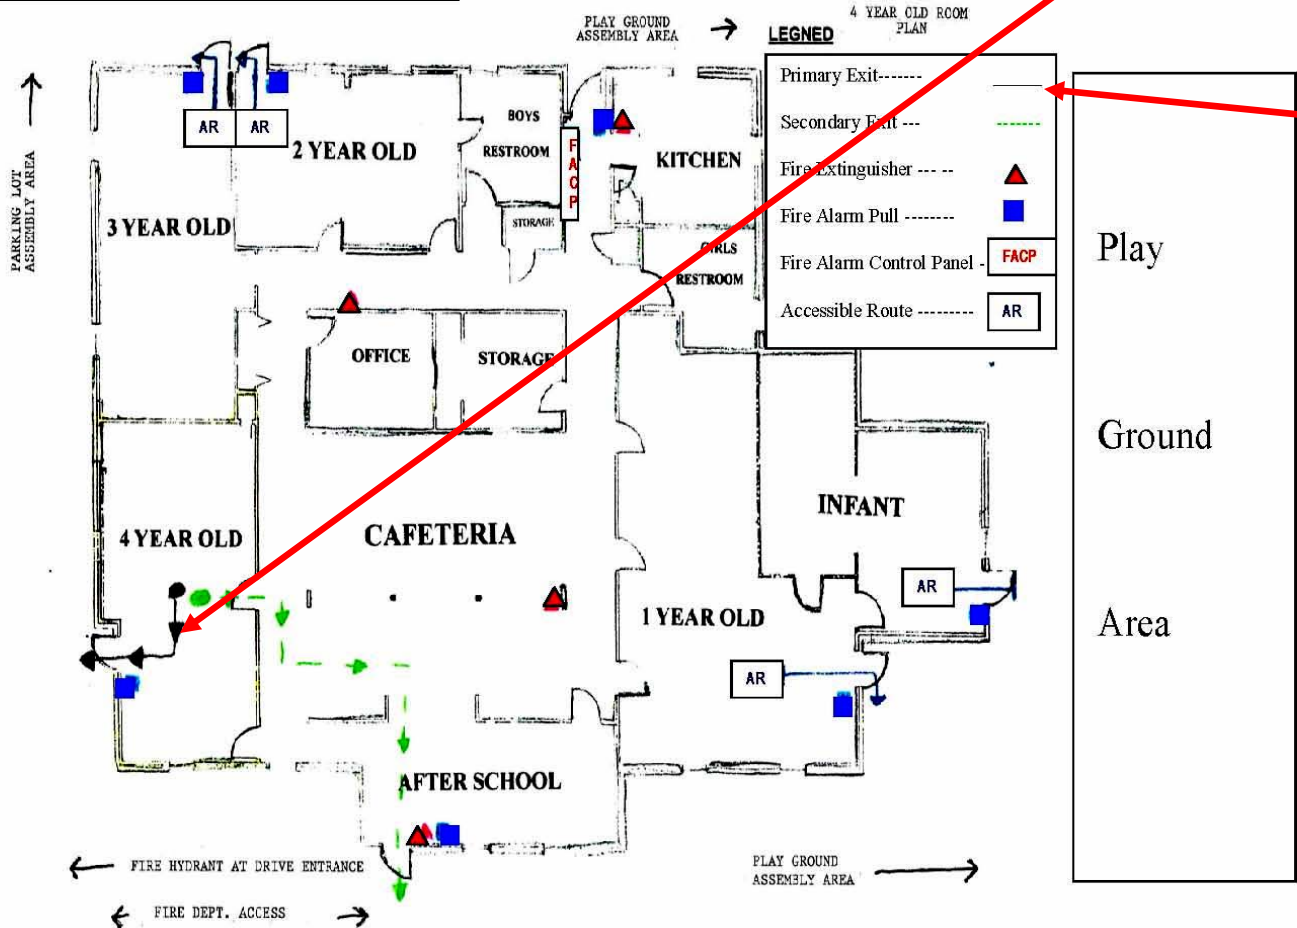 PLAY GROUND
ASSEMBLY AREA
4 YEAR OLD ROOM
PLAN
LEGNED
Primary Exit-------
Secondary Exit ---
Fire Extinguisher --- --
Fire Alarm Pull --------
Fire Alarm Control Panel -
FACP
Accessible Route ---------
AR
PARKING LOT
ASSEMBLY AREA
AR
AR
2 YEAR OLD
BOYS
RESTROOM
FACP
KITCHEN
STORAGE
3 YEAR OLD
GIRLS
RESTROOM
OFFICE
STORAGE
Play
Ground
Area
4 YEAR OLD
CAFETERIA
INFANT
AR
1 YEAR OLD
AR
AFTER SCHOOL
FIRE HYDRANT AT DRIVE ENTRANCE
FIRE DEPT. ACCESS
PLAY GROUND
ASSEMBLY AREA